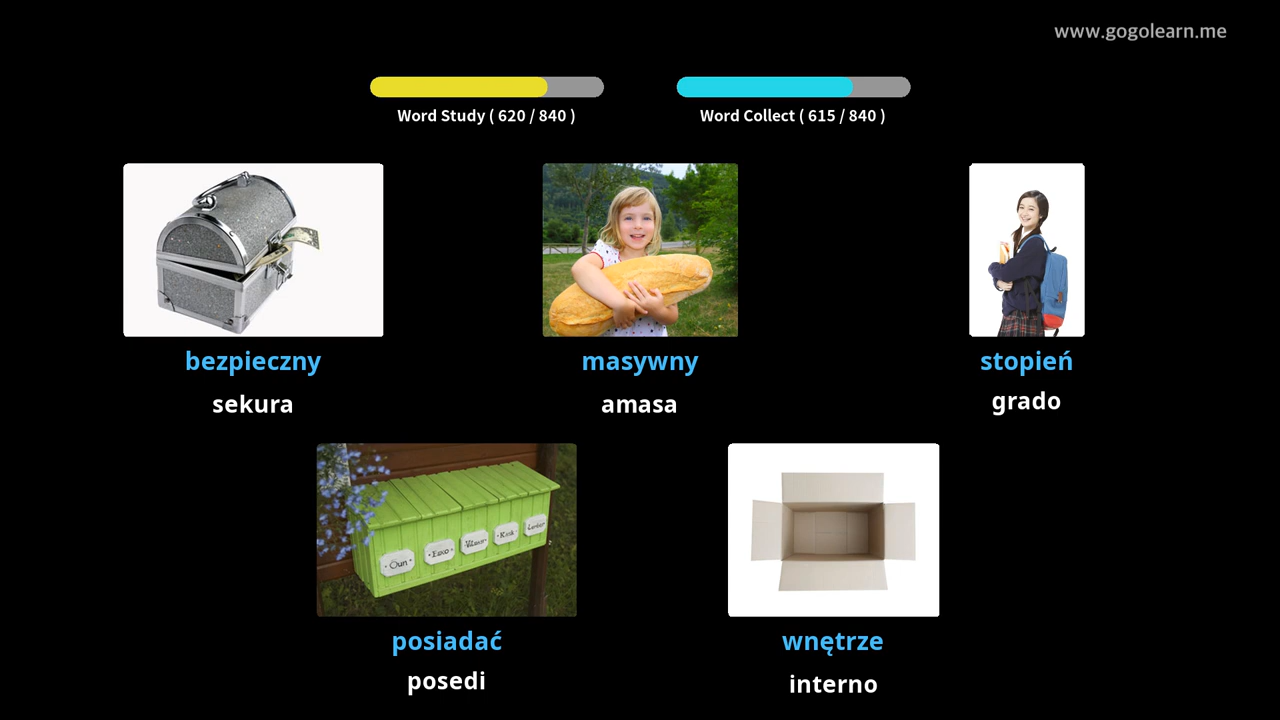 www.gogolearn.me
Word Study ( 620 / 840 )
Word Collect ( 615 / 840 )
bezpieczny
sekura
masywny
amasa
stopień
grado
posiadać
posedi
wnętrze
interno